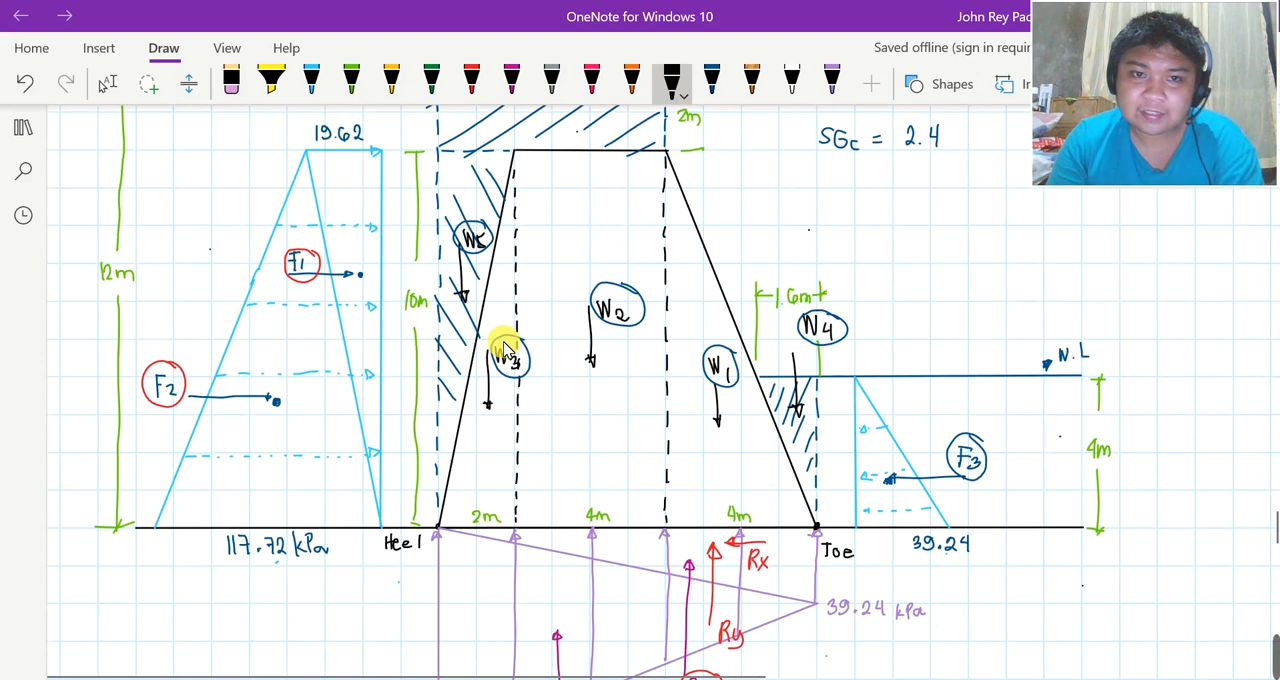 OneNote for Windows 10
John Rey Pac
Home Insert Draw View Help
Saved offline (sign in requir
Shapes
In
19.62
2m
SGc = 2.4
W5
12m
F1
10m
1.6m
W2
W4
W3
W1
N.L
F2
F3
4m
2m 4m 4m
117.72 kPa
Heel
Rx
Toe
39.24
39.24 kPa
Ry